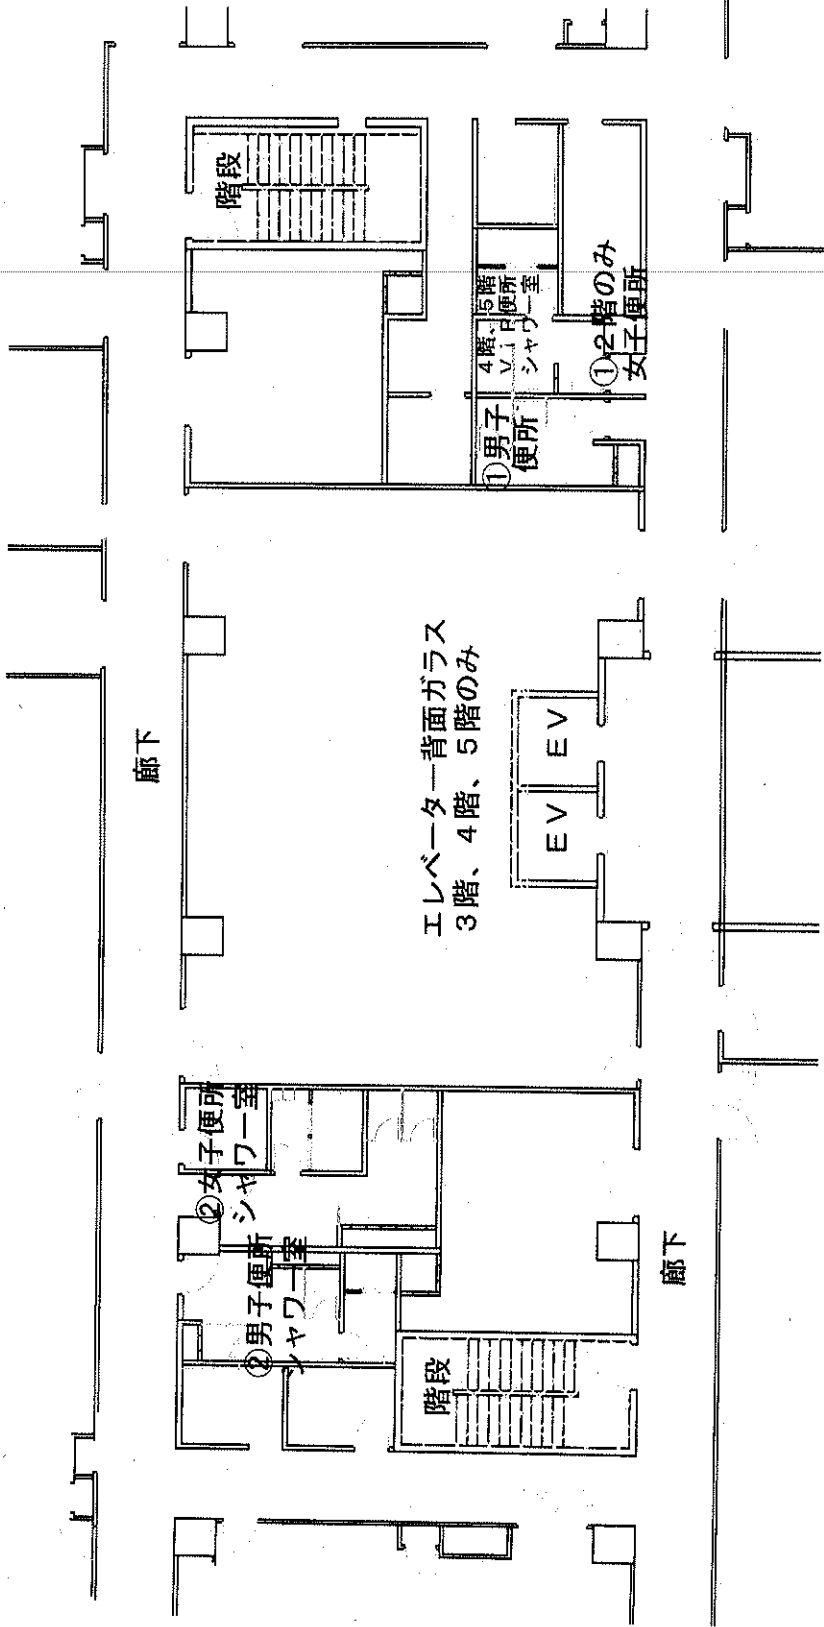 廊下
②女子便所
シャワー室
②男子便所
シャワー室
階段
エレベーター背面ガラス
3階、4階、5階のみ
EV
EV
廊下
階段
4階、5階
ViP便所
シャワー室
①男子
便所
①2階のみ
女子便所